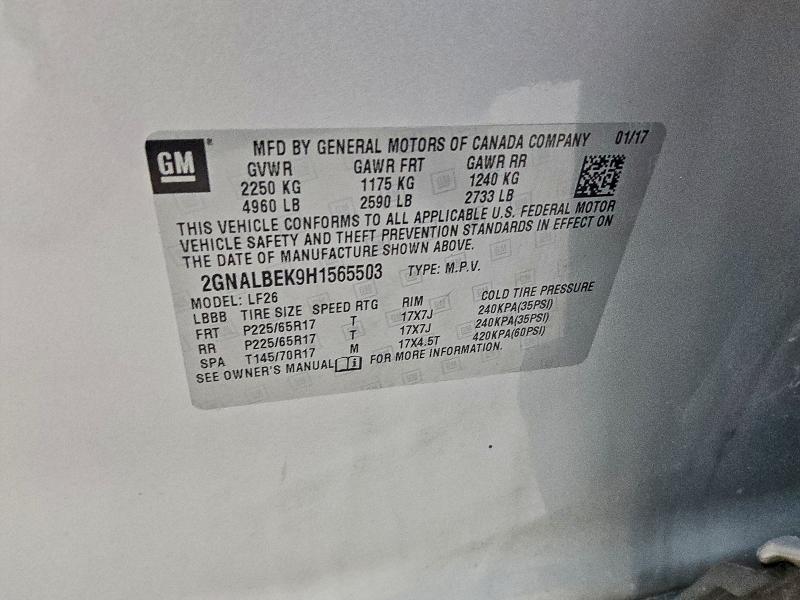 GM
MFD BY GENERAL MOTORS OF CANADA COMPANY 01/17
GVWR GAWR FRT GAWR RR
2250 KG 1175 KG 1240 KG
4960 LB 2590 LB 2733 LB
THIS VEHICLE CONFORMS TO ALL APPLICABLE U.S. FEDERAL MOTOR
VEHICLE SAFETY AND THEFT PREVENTION STANDARDS IN EFFECT ON
THE DATE OF MANUFACTURE SHOWN ABOVE.
2GNALBEK9H1565503 TYPE: M.P.V.
MODEL: LF26
LBBB TIRE SIZE SPEED RTG RIM COLD TIRE PRESSURE
FRT P225/65R17 T 17X7J 240KPA(35PSI)
RR P225/65R17 T 17X7J 240KPA(35PSI)
SPA T145/70R17 M 17X4.5T 420KPA(60PSI)
SEE OWNER'S MANUAL FOR MORE INFORMATION.